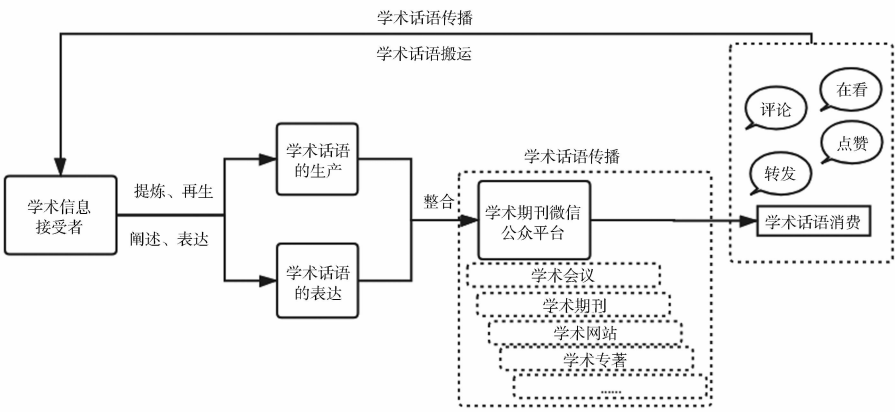 学术话语传播
学术话语搬运
在看
评论
点赞
转发
学术话语消费
学术话语
的生产
学术话语传播
学术信息
接受者
提炼、再生
阐述、表达
整合
学术期刊微信
公众平台
学术话语
的表达
学术会议
学术期刊
学术网站
学术专著
......